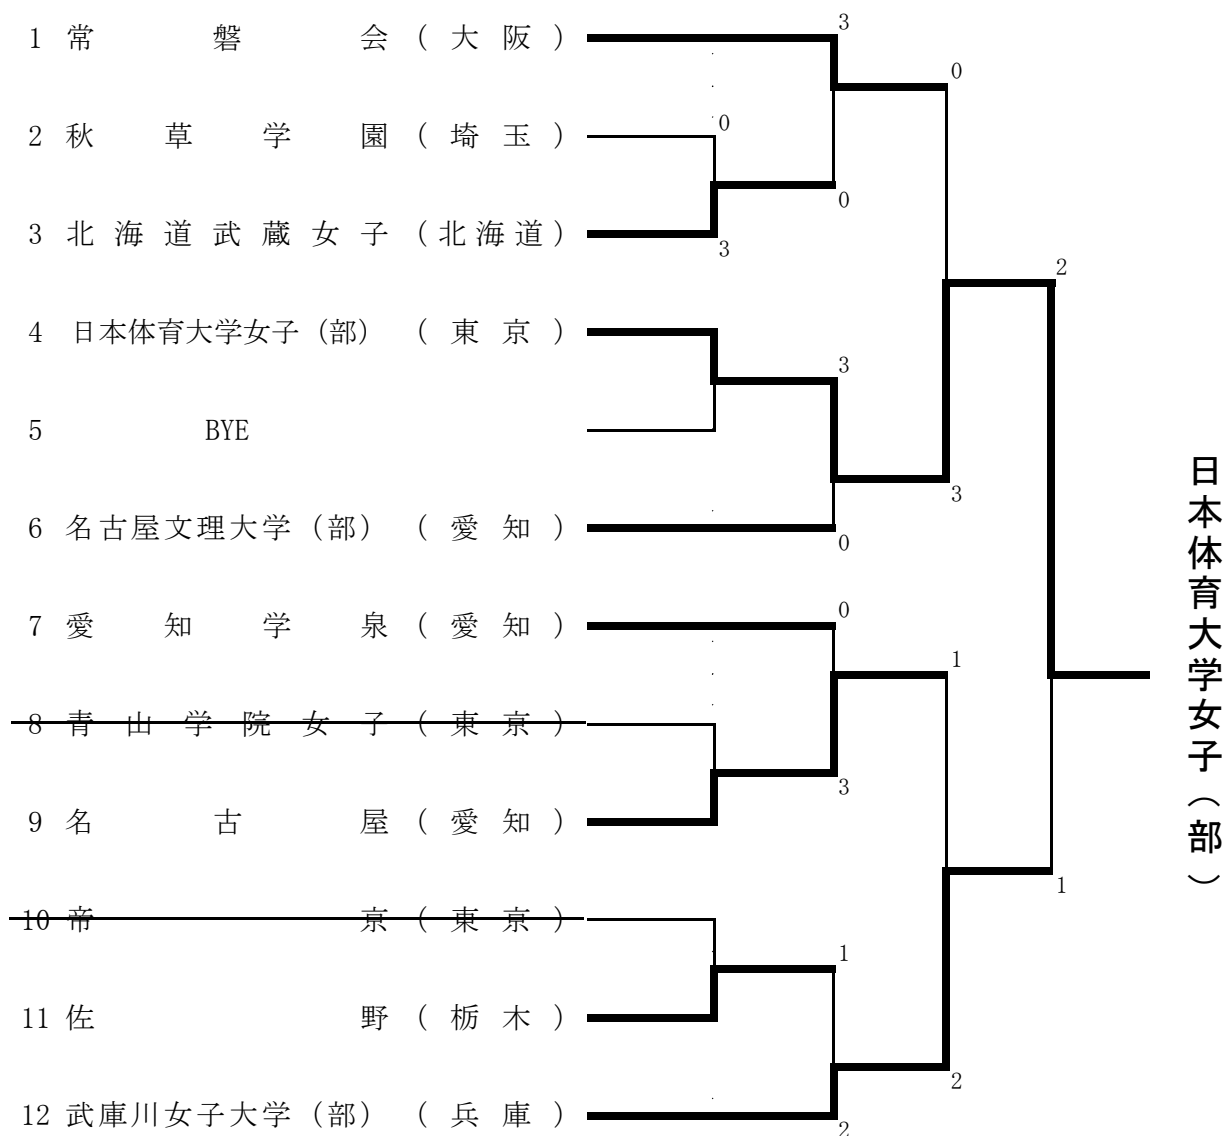 1 常磐会 (大阪)
3
0
2 秋草学園 (埼玉)
0
0
3 北海道武蔵女子 (北海道)
3
2
4 日本体育大学女子 (部) (東京)
3
5 BYE
3
6 名古屋文理大学 (部) (愛知)
0
日本体育大学女子(部)
7 愛知学泉 (愛知)
0
1
8 青山学院女子 (東京)
3
9 名古屋 (愛知)
1
10 帝京 (東京)
1
11 佐野 (栃木)
2
12 武庫川女子大学 (部) (兵庫)
2